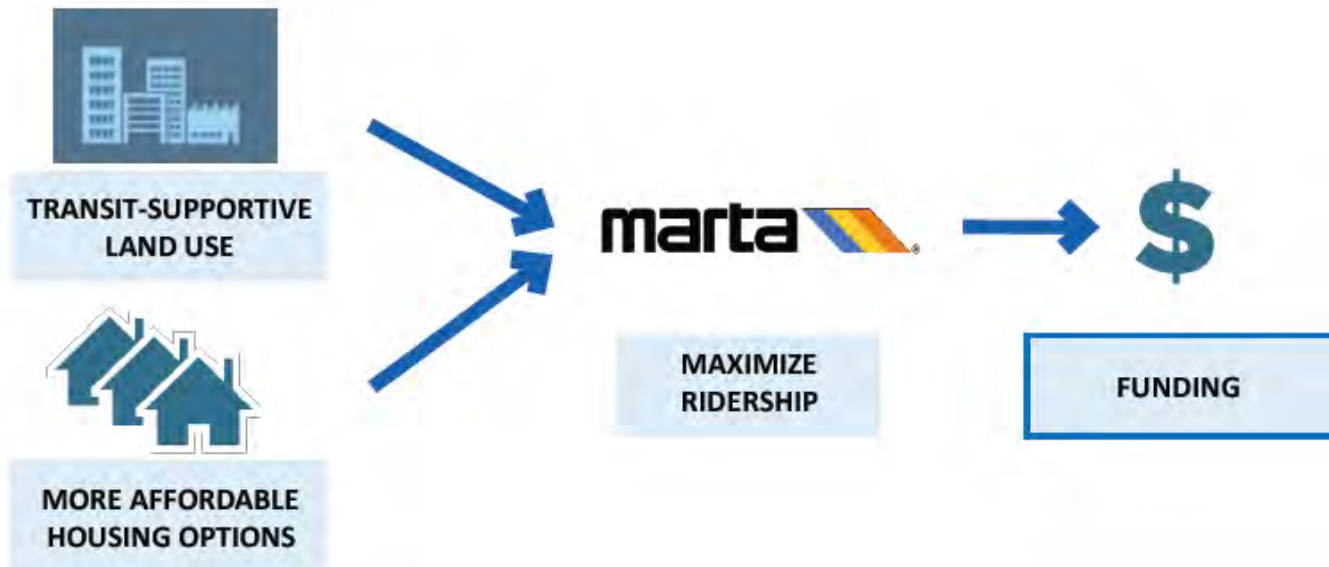 TRANSIT-SUPPORTIVE
LAND USE
MORE AFFORDABLE
HOUSING OPTIONS
marta
®
MAXIMIZE
RIDERSHIP
$
FUNDING